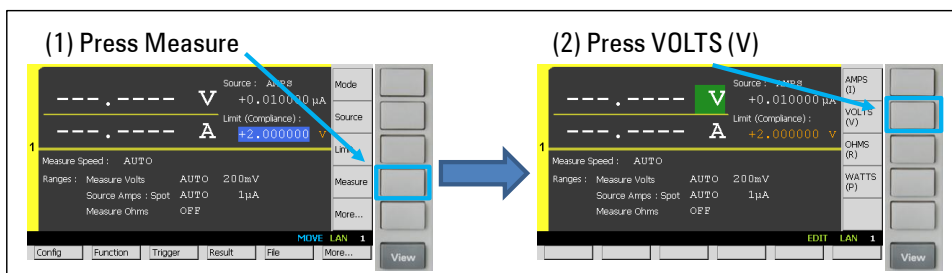 (1) Press Measure
---.---- V
Source : AMPS
+0.010000 µA
---.---- A
Limit (Compliance) :
+2.000000 V
1
Measure Speed : AUTO
Ranges : Measure Volts AUTO 200mV
Source Amps : Spot AUTO 1µA
Measure Ohms OFF
MOVE LAN 1
Mode
Source
Limit
Measure
More...
Config Function Trigger Result File More...
View
(2) Press VOLTS (V)
---.---- V
Source : AMPS
+0.010000 µA
---.---- A
Limit (Compliance) :
+2.000000 V
1
Measure Speed : AUTO
Ranges : Measure Volts AUTO 200mV
Source Amps : Spot AUTO 1µA
Measure Ohms OFF
EDIT LAN 1
AMPS
(I)
VOLTS
(V)
OHMS
(R)
WATTS
(P)
View